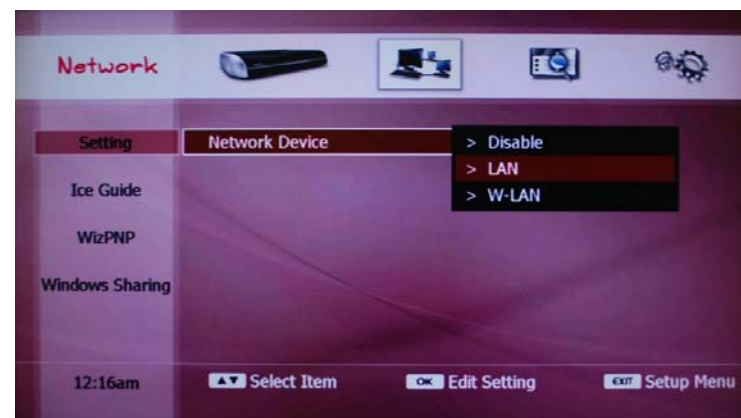 Network
Setting
Network Device
> Disable
> LAN
> W-LAN
Ice Guide
WizPNP
Windows Sharing
12:16am
▲▼ Select Item
OK Edit Setting
EXIT Setup Menu